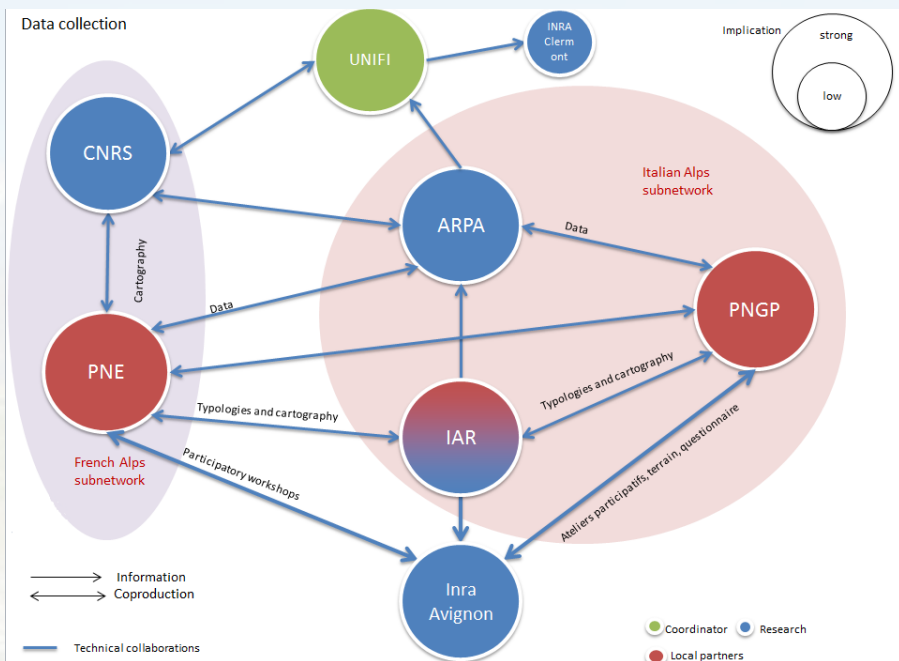 Data collection
UNIFI
INRA
Clerm
ont
Implication
strong
low
CNRS
Italian Alps
subnetwork
ARPA
Data
Cartography
PNGP
Data
PNE
Typologies and cartography
Typologies and cartography
IAR
French Alps
subnetwork
Participatory workshops
Ateliers participatifs, terrain, questionnaire
Inra
Avignon
Information
Coproduction
Technical collaborations
Coordinator
Research
Local partners